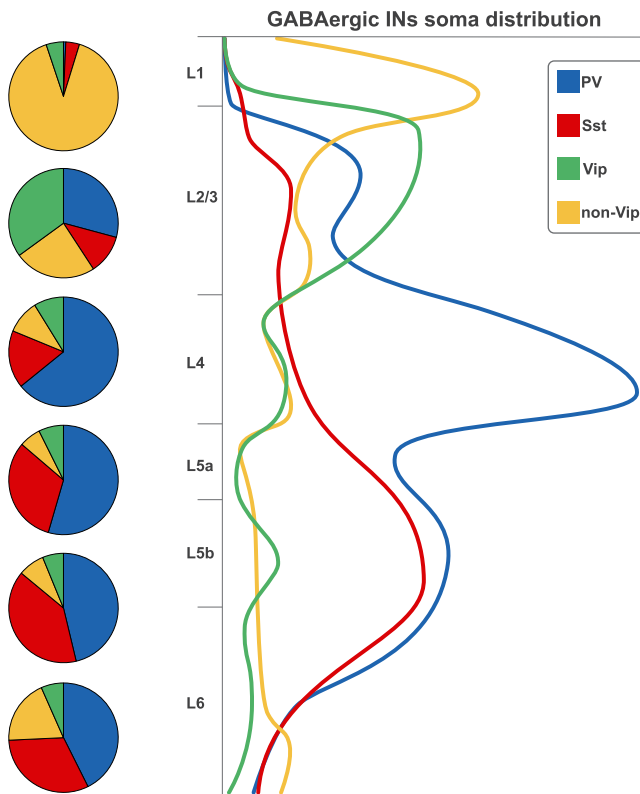 GABAergic INs soma distribution
L1
L2/3
L4
L5a
L5b
L6
PV
Sst
Vip
non-Vip